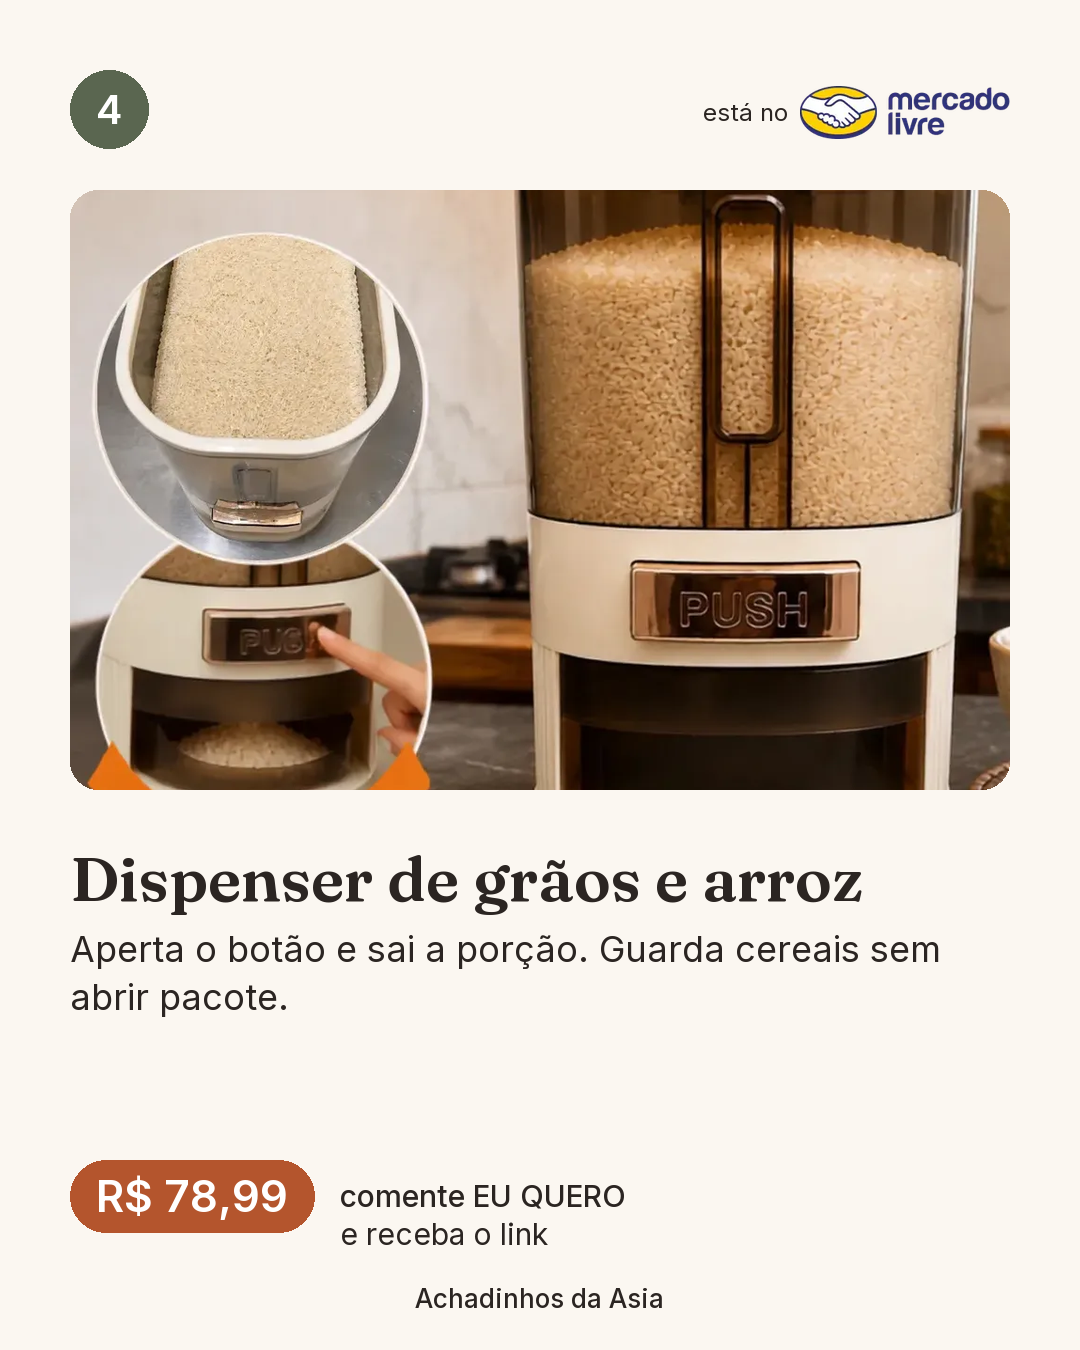 4
está no
mercado
livre
PUSH
PUS
Dispenser de grãos e arroz
Aperta o botão e sai a porção. Guarda cereais sem
abrir pacote.
R$ 78,99
comente EU QUERO
e receba o link
Achadinhos da Asia